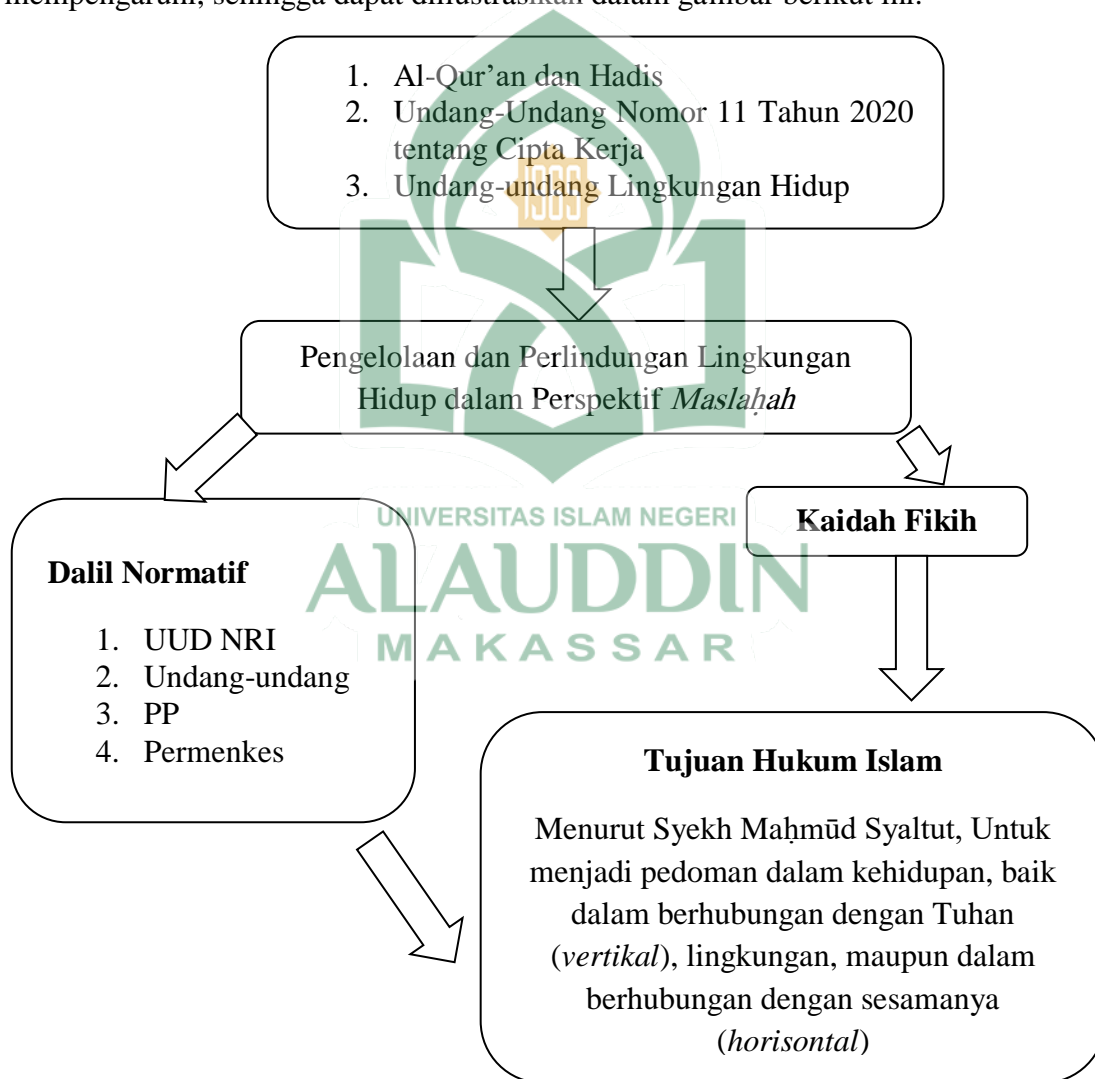 mempengaruhi, sehingga dapat diilustrasikan dalam gambar berikut ini:
1. Al-Qur’an dan Hadis
2. Undang-Undang Nomor 11 Tahun 2020
tentang Cipta Kerja
3. Undang-undang Lingkungan Hidup
1965
Pengelolaan dan Perlindungan Lingkungan
Hidup dalam Perspektif Maslaḥah
UNIVERSITAS ISLAM NEGERI
ALAUDDIN
MAKASSAR
Kaidah Fikih
Dalil Normatif
1. UUD NRI
2. Undang-undang
3. PP
4. Permenkes
Tujuan Hukum Islam
Menurut Syekh Maḥmūd Syaltut, Untuk
menjadi pedoman dalam kehidupan, baik
dalam berhubungan dengan Tuhan
(vertikal), lingkungan, maupun dalam
berhubungan dengan sesamanya
(horisontal)